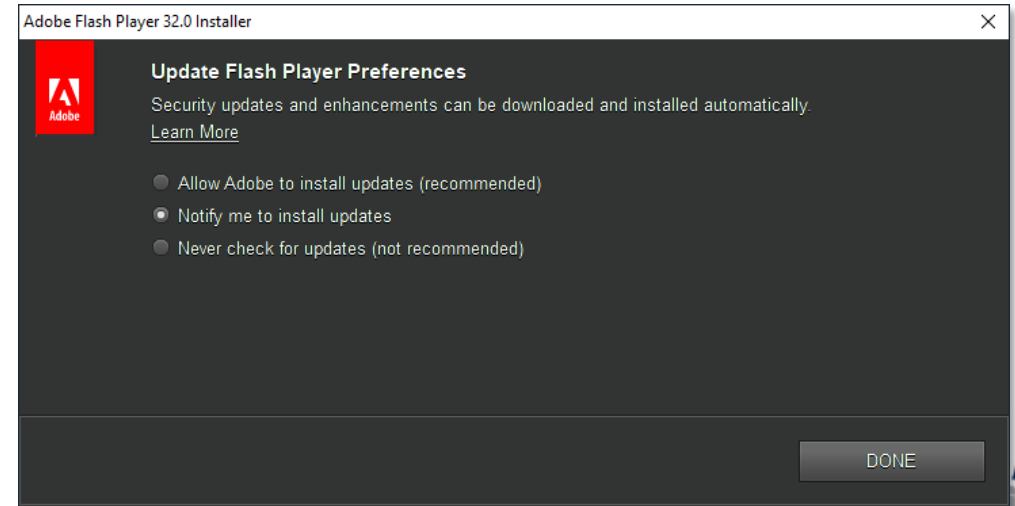 Adobe Flash Player 32.0 Installer
Adobe
Update Flash Player Preferences
Security updates and enhancements can be downloaded and installed automatically.
Learn More
Allow Adobe to install updates (recommended)
Notify me to install updates
Never check for updates (not recommended)
DONE